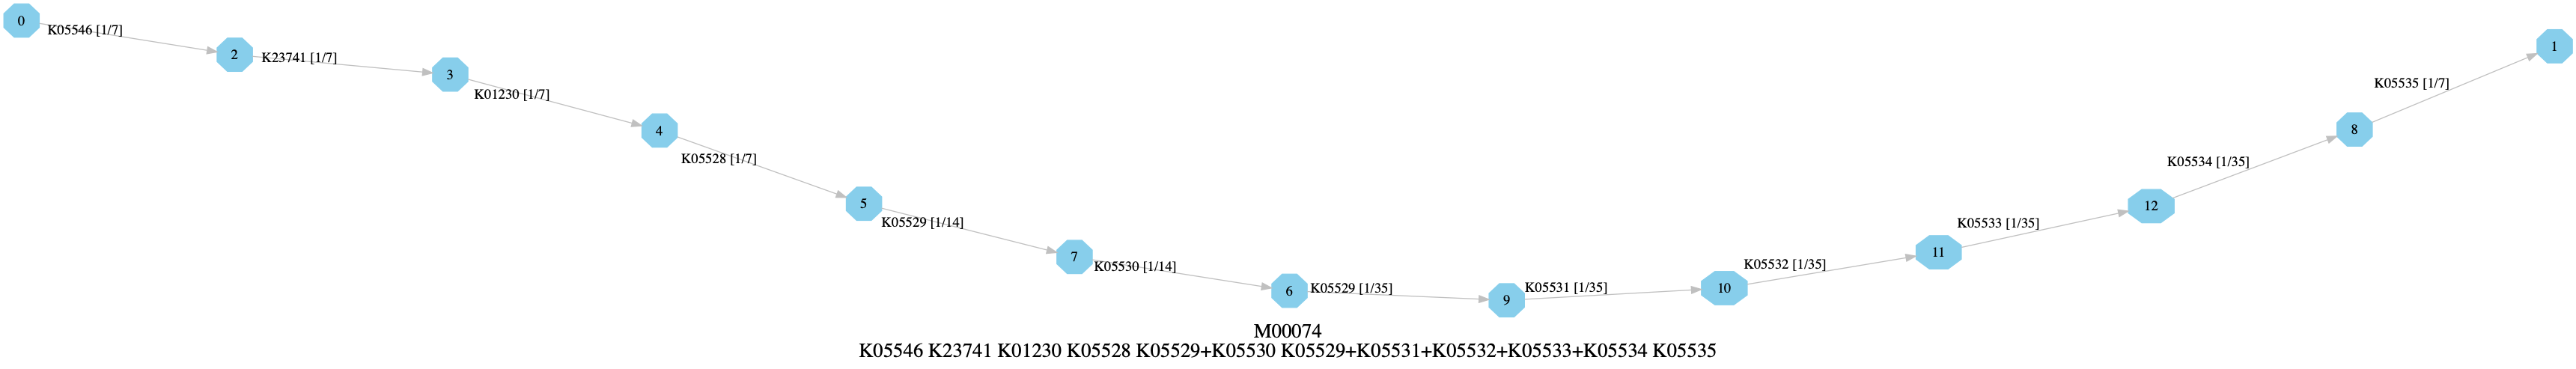 0
K05546 [1/7]
2
K23741 [1/7]
3
K01230 [1/7]
4
K05528 [1/7]
5
K05529 [1/14]
7
K05530 [1/14]
6
K05529 [1/35]
9
K05531 [1/35]
10
K05532 [1/35]
11
K05533 [1/35]
12
K05534 [1/35]
8
K05535 [1/7]
1
M00074
K05546 K23741 K01230 K05528 K05529+K05530 K05529+K05531+K05532+K05533+K05534 K05535